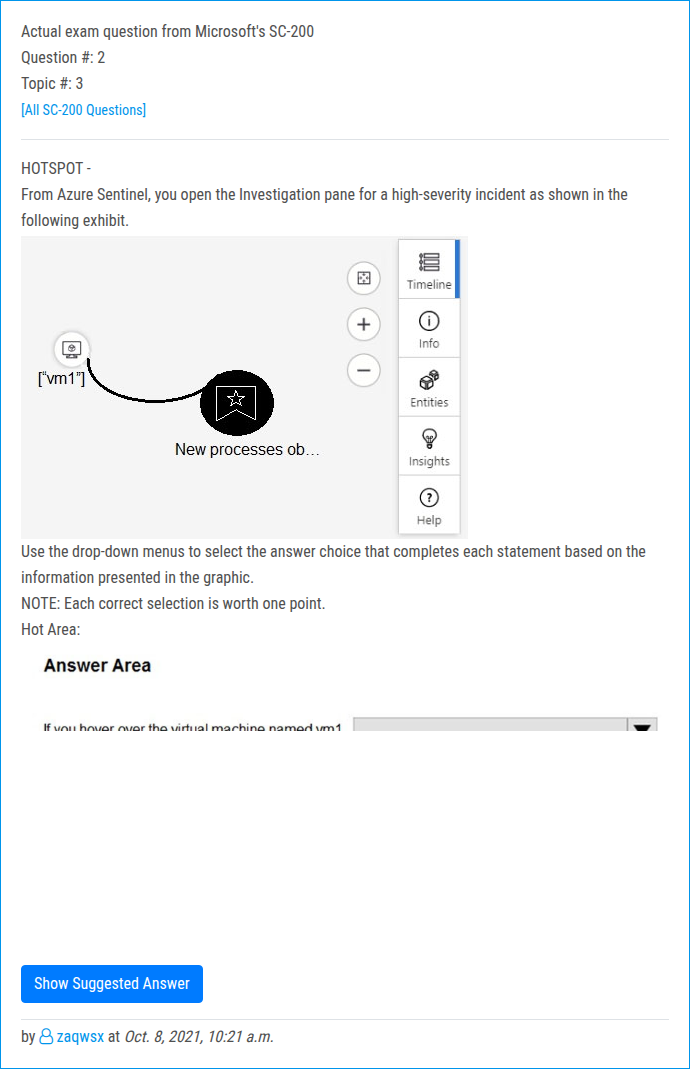 Actual exam question from Microsoft's SC-200
Question #: 2
Topic #: 3
[All SC-200 Questions]
HOTSPOT -
From Azure Sentinel, you open the Investigation pane for a high-severity incident as shown in the
following exhibit.
Timeline
Info
["vm1"]
Entities
New processes ob...
Insights
Help
Use the drop-down menus to select the answer choice that completes each statement based on the
information presented in the graphic.
NOTE: Each correct selection is worth one point.
Hot Area:
Answer Area
If you hover over the virtual machine named vm1
Show Suggested Answer
by zaqwsx at Oct. 8, 2021, 10:21 a.m.